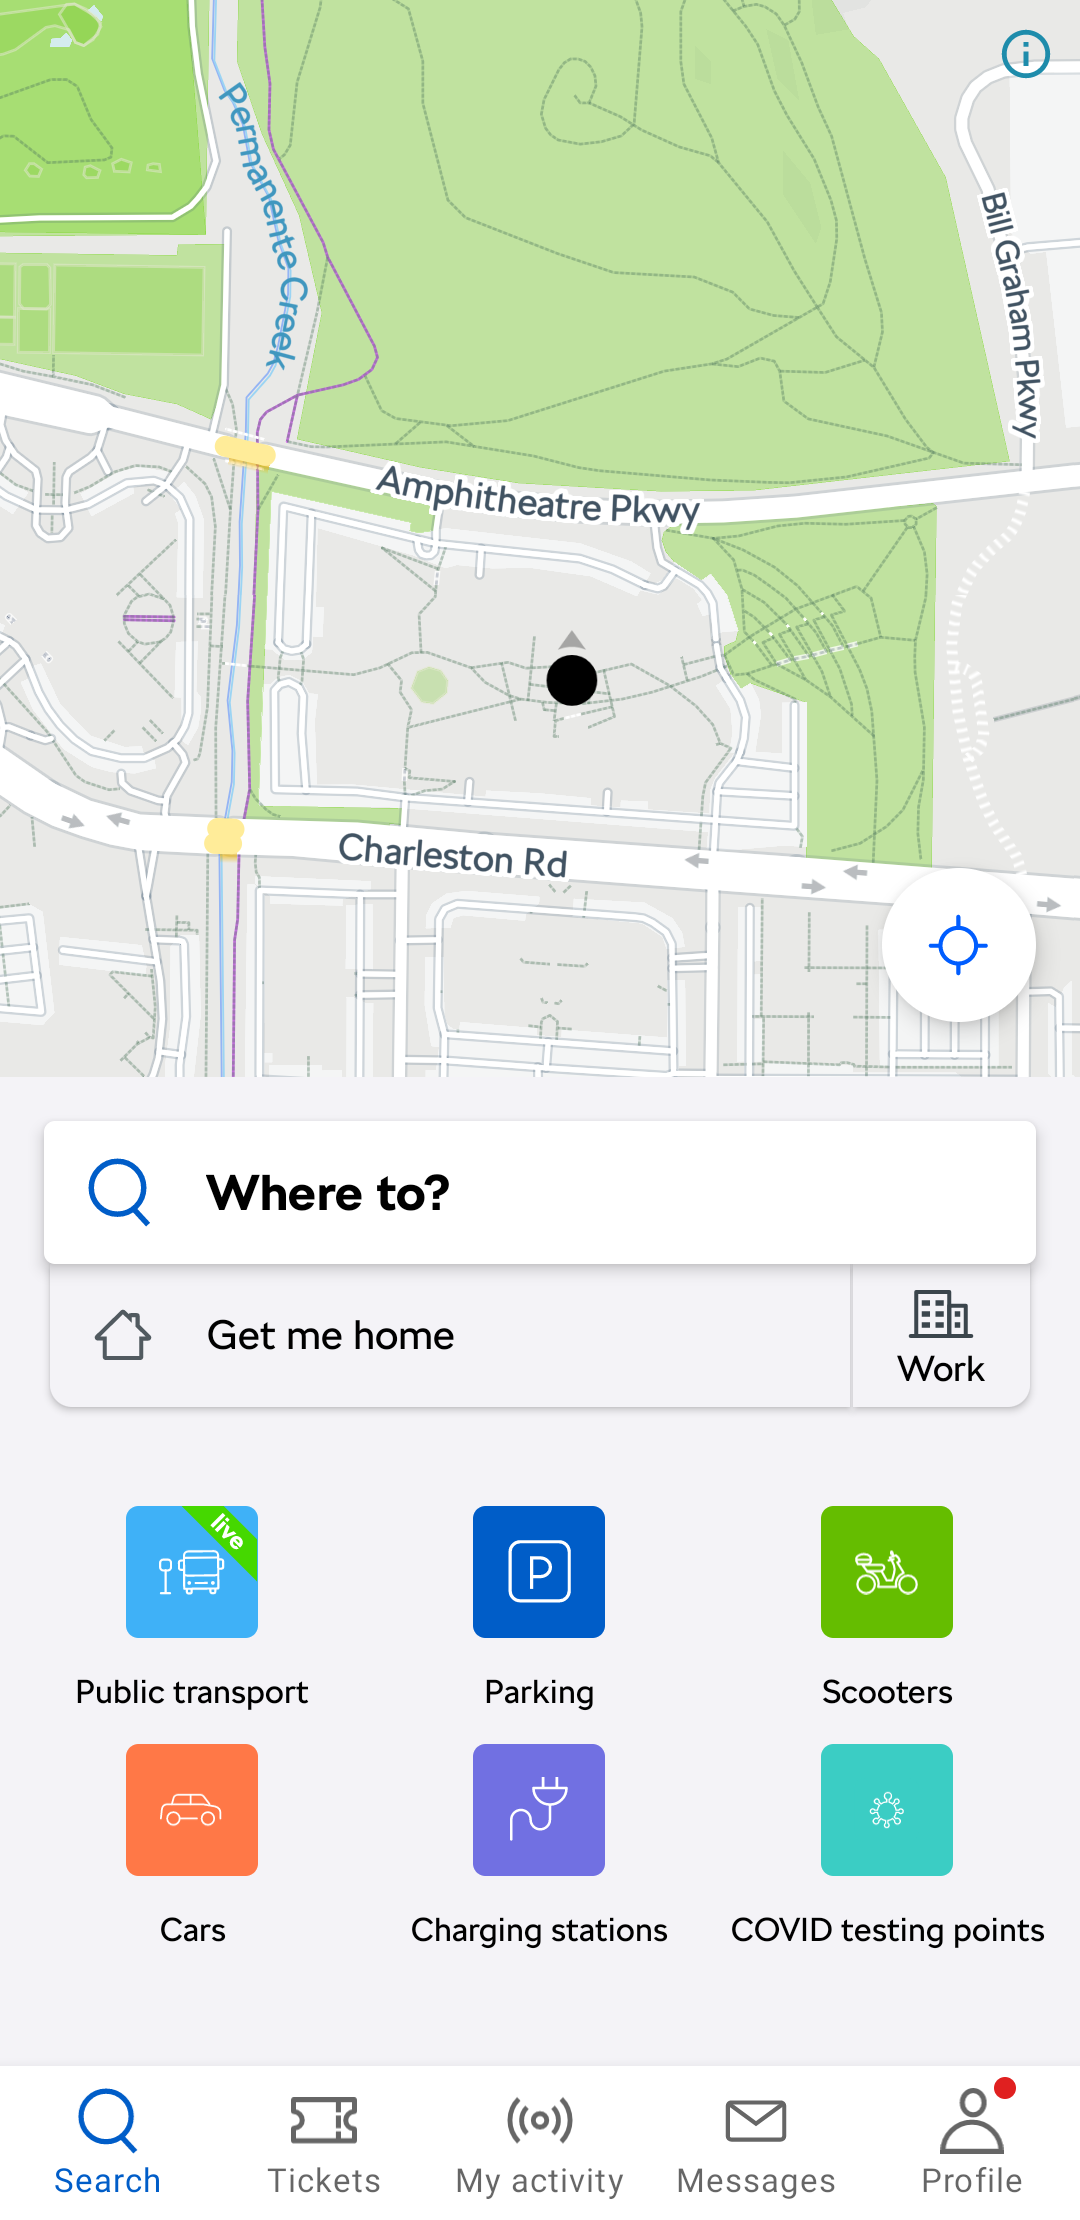 Permanente Creek
Bill Graham Pkwy
Amphitheatre Pkwy
Charleston Rd
Where to?
Get me home
Work
live
Public transport
P
Parking
Scooters
Cars
Charging stations
COVID testing points
Search
Tickets
My activity
Messages
Profile